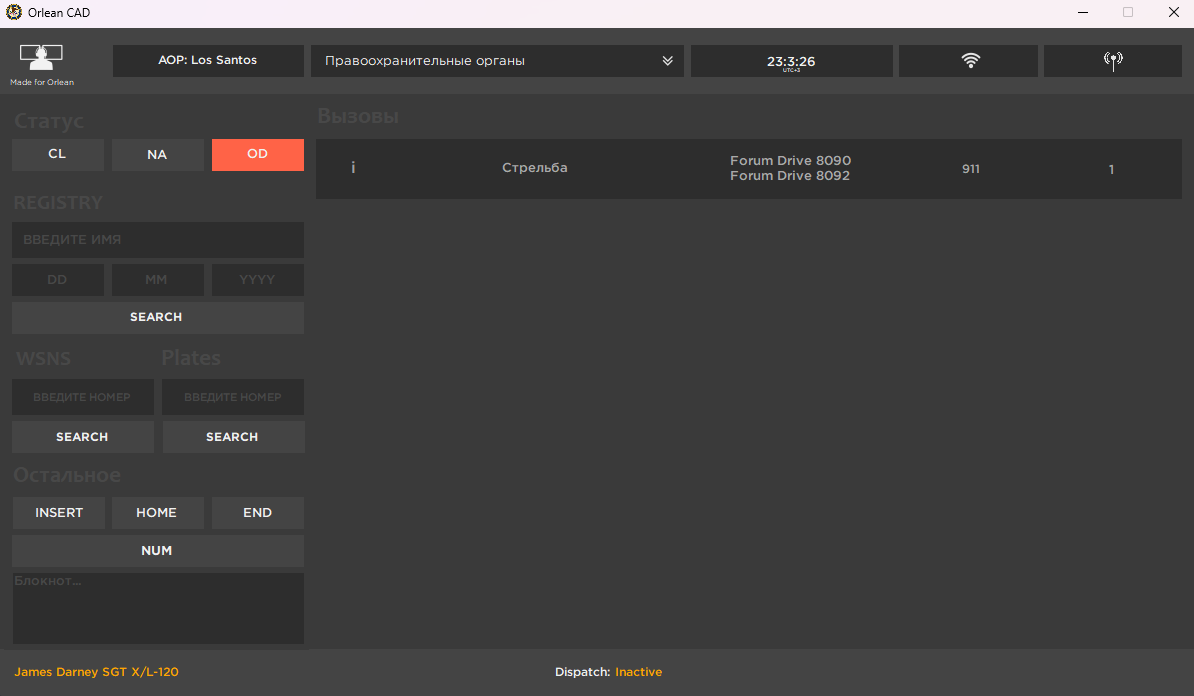 Orlean CAD
Made for Orlean
AOP: Los Santos
Правоохранительные органы
23:3:26
UTC+3
Статус
CL
NA
OD
REGISTRY
ВВЕДИТЕ ИМЯ
DD
MM
YYYY
SEARCH
WSNS
Plates
ВВЕДИТЕ НОМЕР
ВВЕДИТЕ НОМЕР
SEARCH
SEARCH
Остальное
INSERT
HOME
END
NUM
Блокнот...
Вызовы
i
Стрельба
Forum Drive 8090
Forum Drive 8092
911
1
James Darney SGT X/L-120
Dispatch: Inactive